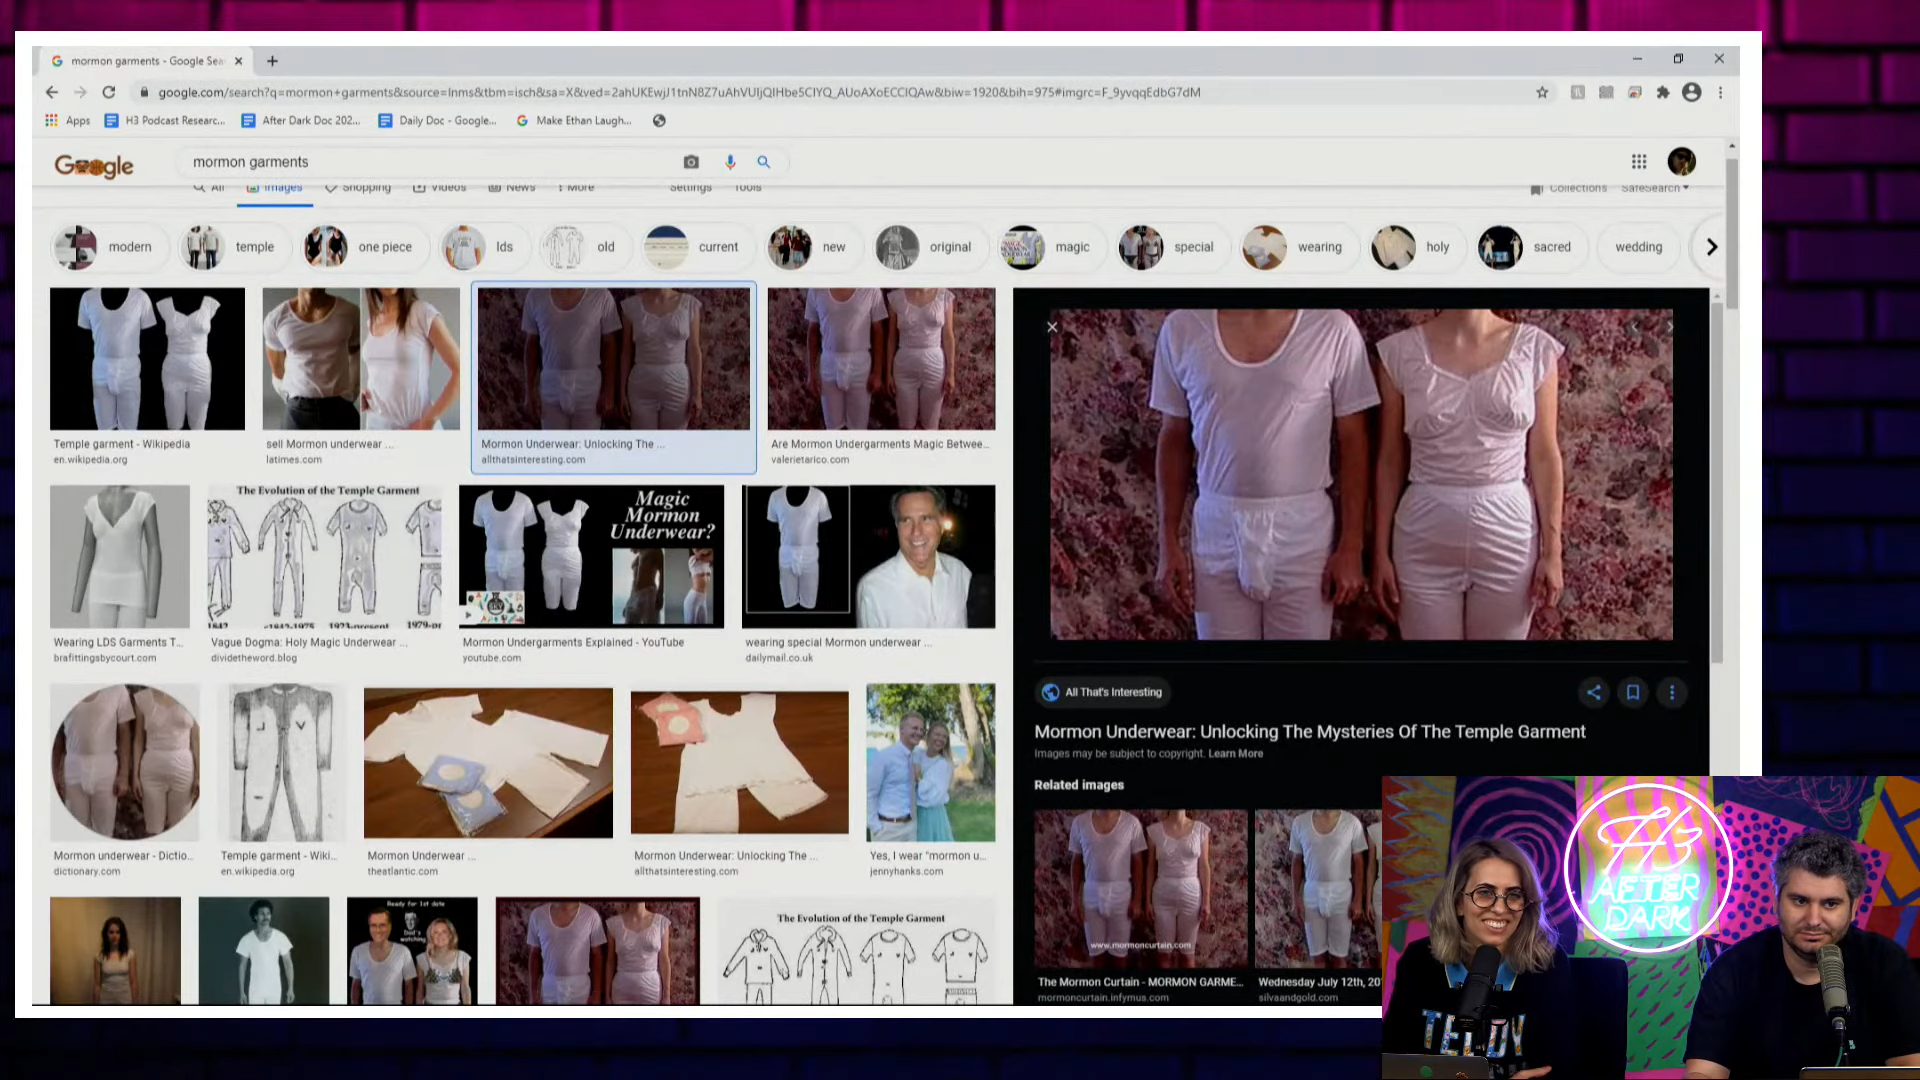 mormon garments - Google Sea
google.com/search?q=mormon+garments&source=lnms&tbm=isch&sa=X&ved=2ahUKEwjJ1tnN8Z7uAhVUIjQIHbe5CIYQ_AUoAXoECCIQAw&biw=1920&bih=975#imgrc=F_9yvqqEdbG7dM
Apps H3 Podcast Researc... After Dark Doc 202... Daily Doc - Google... Make Ethan Laugh...
Google mormon garments
All Images Shopping Videos News More Settings Tools Collections SafeSearch
modern temple one piece lds old current new original magic special wearing holy sacred wedding
Temple garment - Wikipedia
en.wikipedia.org
sell Mormon underwear ...
latimes.com
Mormon Underwear: Unlocking The ...
allthatsinteresting.com
Are Mormon Undergarments Magic Betwee...
valerietarico.com
The Evolution of the Temple Garment
1842 1923-present 1979-pr
Magic
Mormon
Underwear?
Wearing LDS Garments T...
brafittingsbycourt.com
Vague Dogma: Holy Magic Underwear ...
dividetheword.blog
Mormon Undergarments Explained - YouTube
youtube.com
wearing special Mormon underwear ...
dailymail.co.uk
Mormon underwear - Dictio...
dictionary.com
Temple garment - Wiki...
en.wikipedia.org
Mormon Underwear ...
theatlantic.com
Mormon Underwear: Unlocking The ...
allthatsinteresting.com
Yes, I wear "mormon u...
jennyhanks.com
Ready for 1st date
Dad's
watching
The Evolution of the Temple Garment
All That's Interesting
Mormon Underwear: Unlocking The Mysteries Of The Temple Garment
Images may be subject to copyright. Learn More
Related images
www.mormoncurtain.com
The Mormon Curtain - MORMON GARME...
mormoncurtain.infymus.com
Wednesday July 12th, 20
silvaandgold.com
H3
AFTER
DARK
TEDDY